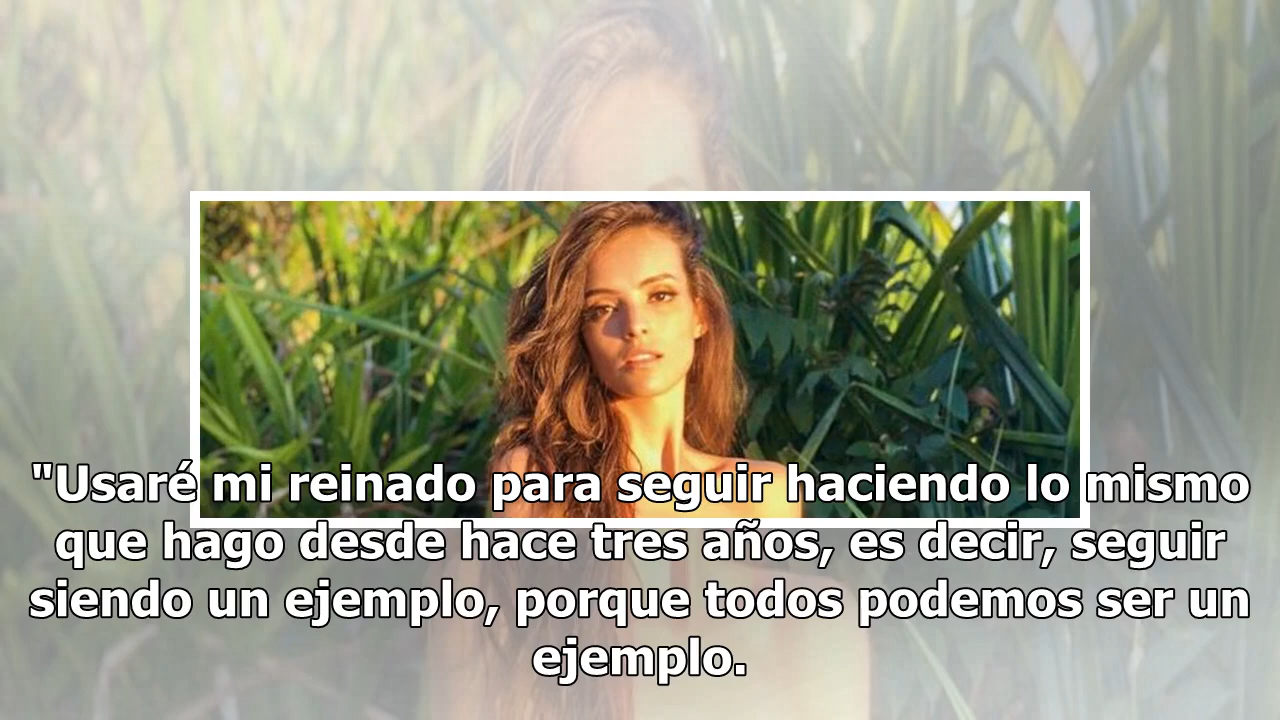 "Usaré mi reinado para seguir haciendo lo mismo
que hago desde hace tres años, es decir, seguir
siendo un ejemplo, porque todos podemos ser un
ejemplo.